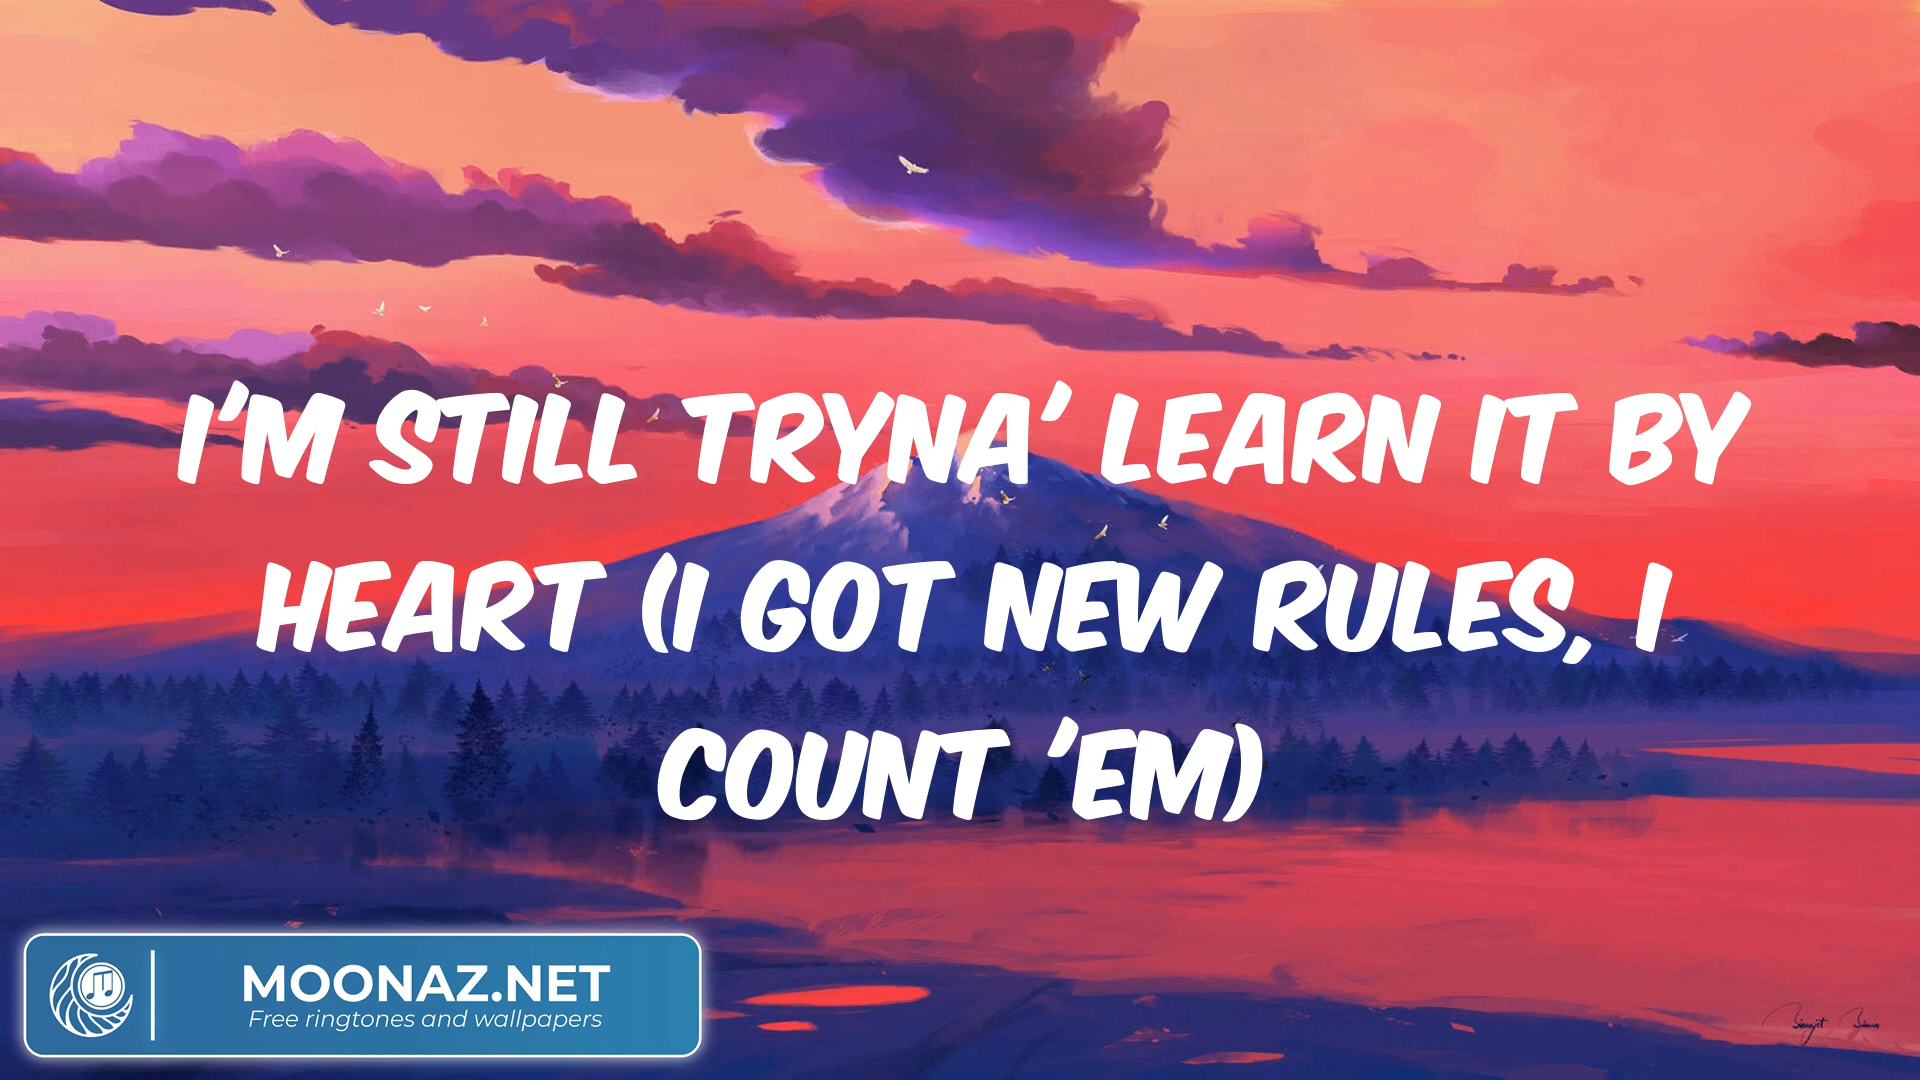 I'M STILL TRYNA' LEARN IT BY
HEART (I GOT NEW RULES, I
COUNT 'EM)
MOONAZ.NET
Free ringtones and wallpapers